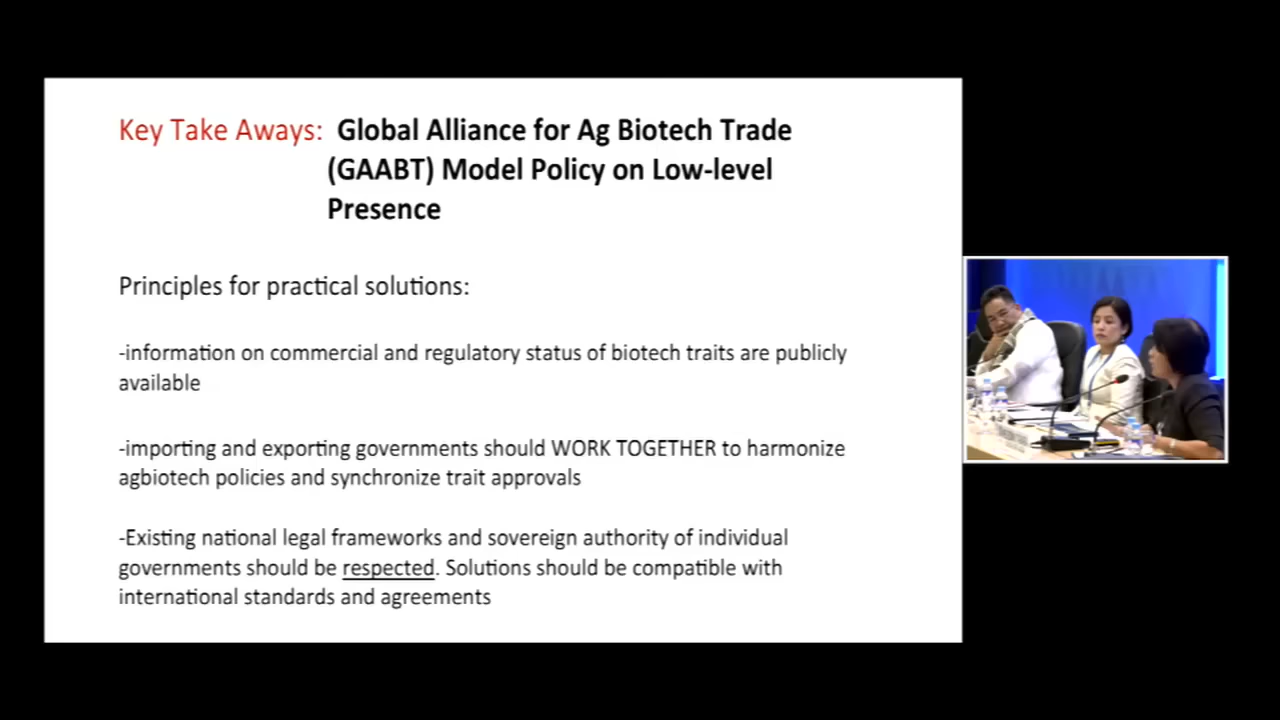 Key Take Aways: Global Alliance for Ag Biotech Trade
(GAABT) Model Policy on Low-level
Presence
Principles for practical solutions:
-information on commercial and regulatory status of biotech traits are publicly
available
-importing and exporting governments should WORK TOGETHER to harmonize
agbiotech policies and synchronize trait approvals
-Existing national legal frameworks and sovereign authority of individual
governments should be respected. Solutions should be compatible with
international standards and agreements